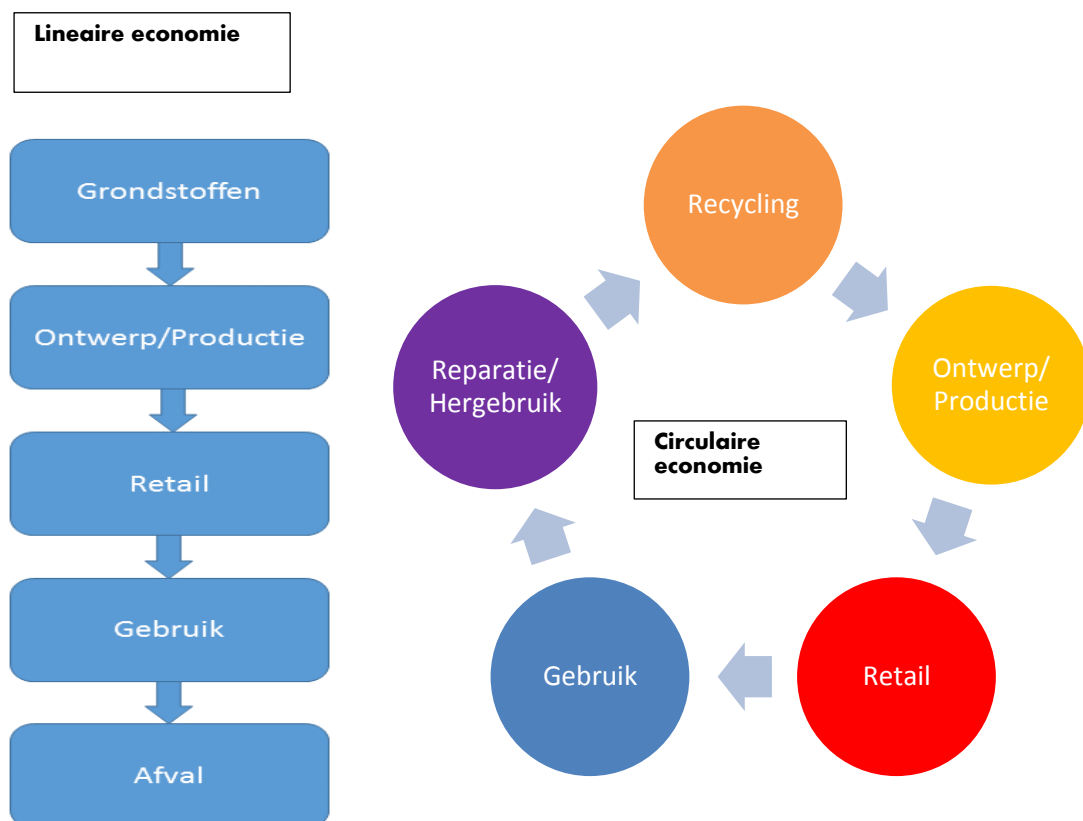 Lineaire economie
Grondstoffen
Ontwerp/Productie
Retail
Gebruik
Afval
Recycling
Ontwerp/
Productie
Retail
Gebruik
Reparatie/
Hergebruik
Circulaire
economie